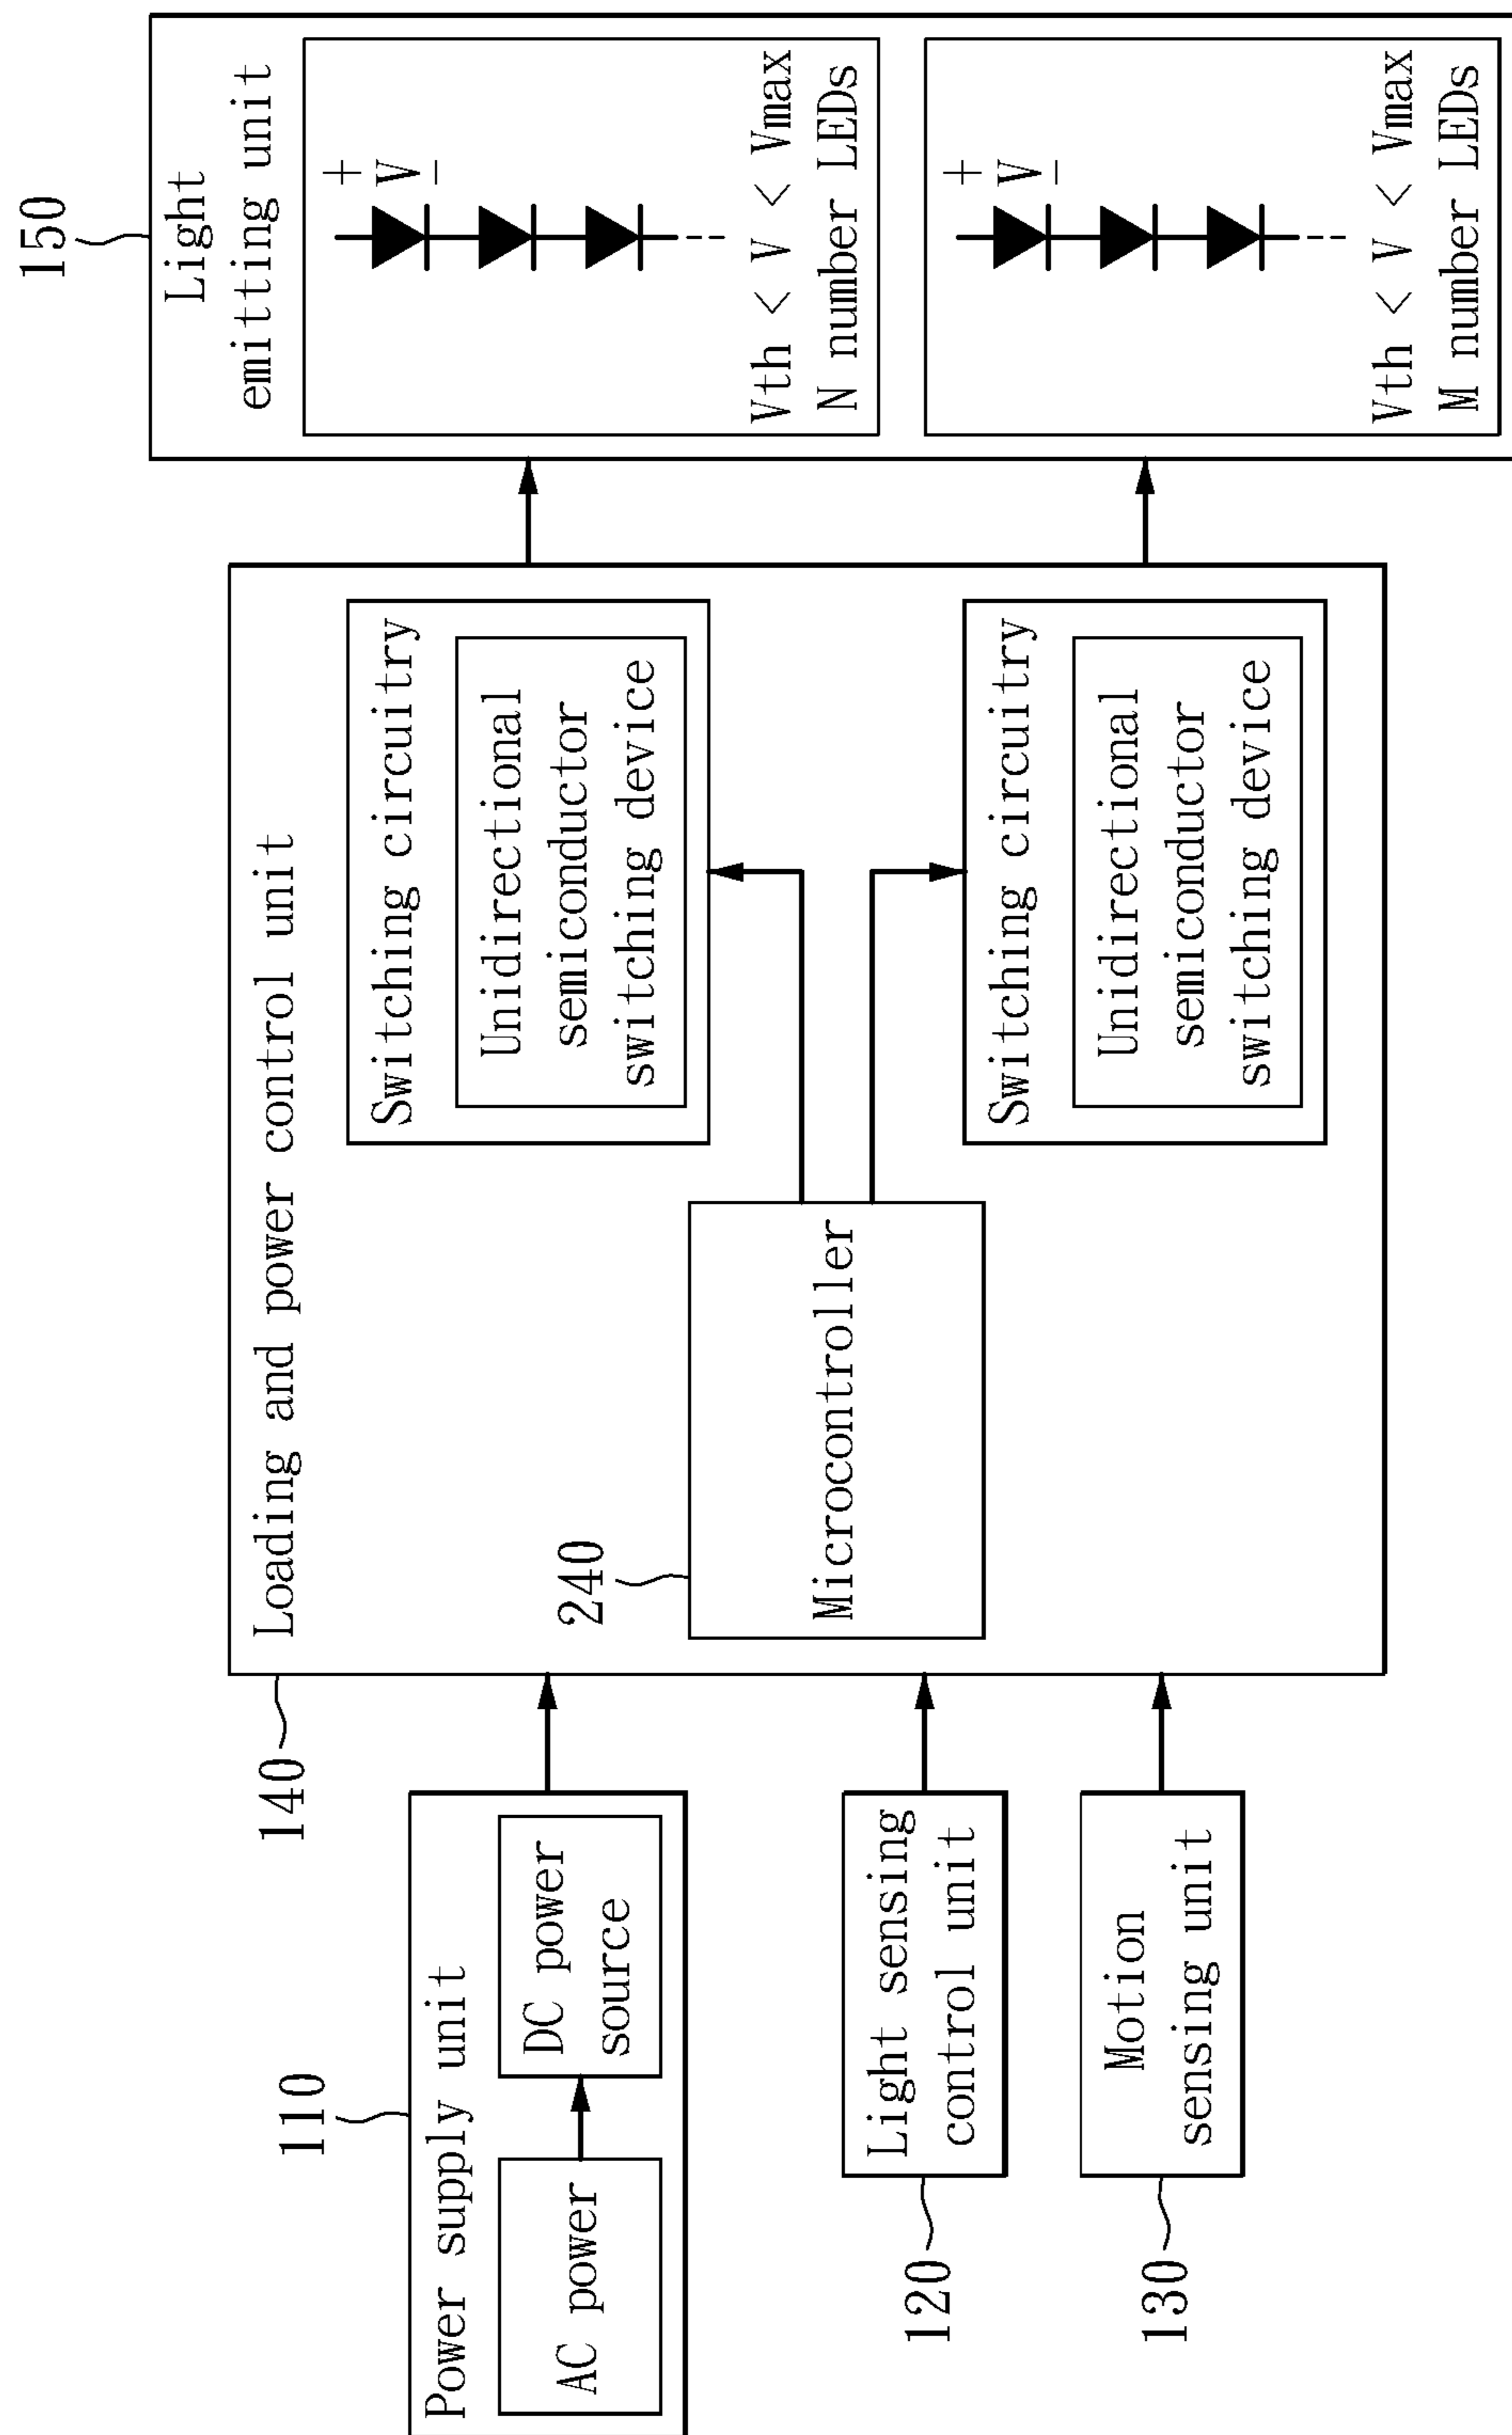 110
Power supply unit
AC power
DC power
source
120
Light sensing
control unit
130
Motion
sensing unit
140
Loading and power control unit
240
Microcontroller
Switching circuitry
Unidirectional
semiconductor
switching device
Switching circuitry
Unidirectional
semiconductor
switching device
150
Light
emitting unit
+
V
−
Vth < V < Vmax
N number LEDs
+
V
−
Vth < V < Vmax
M number LEDs